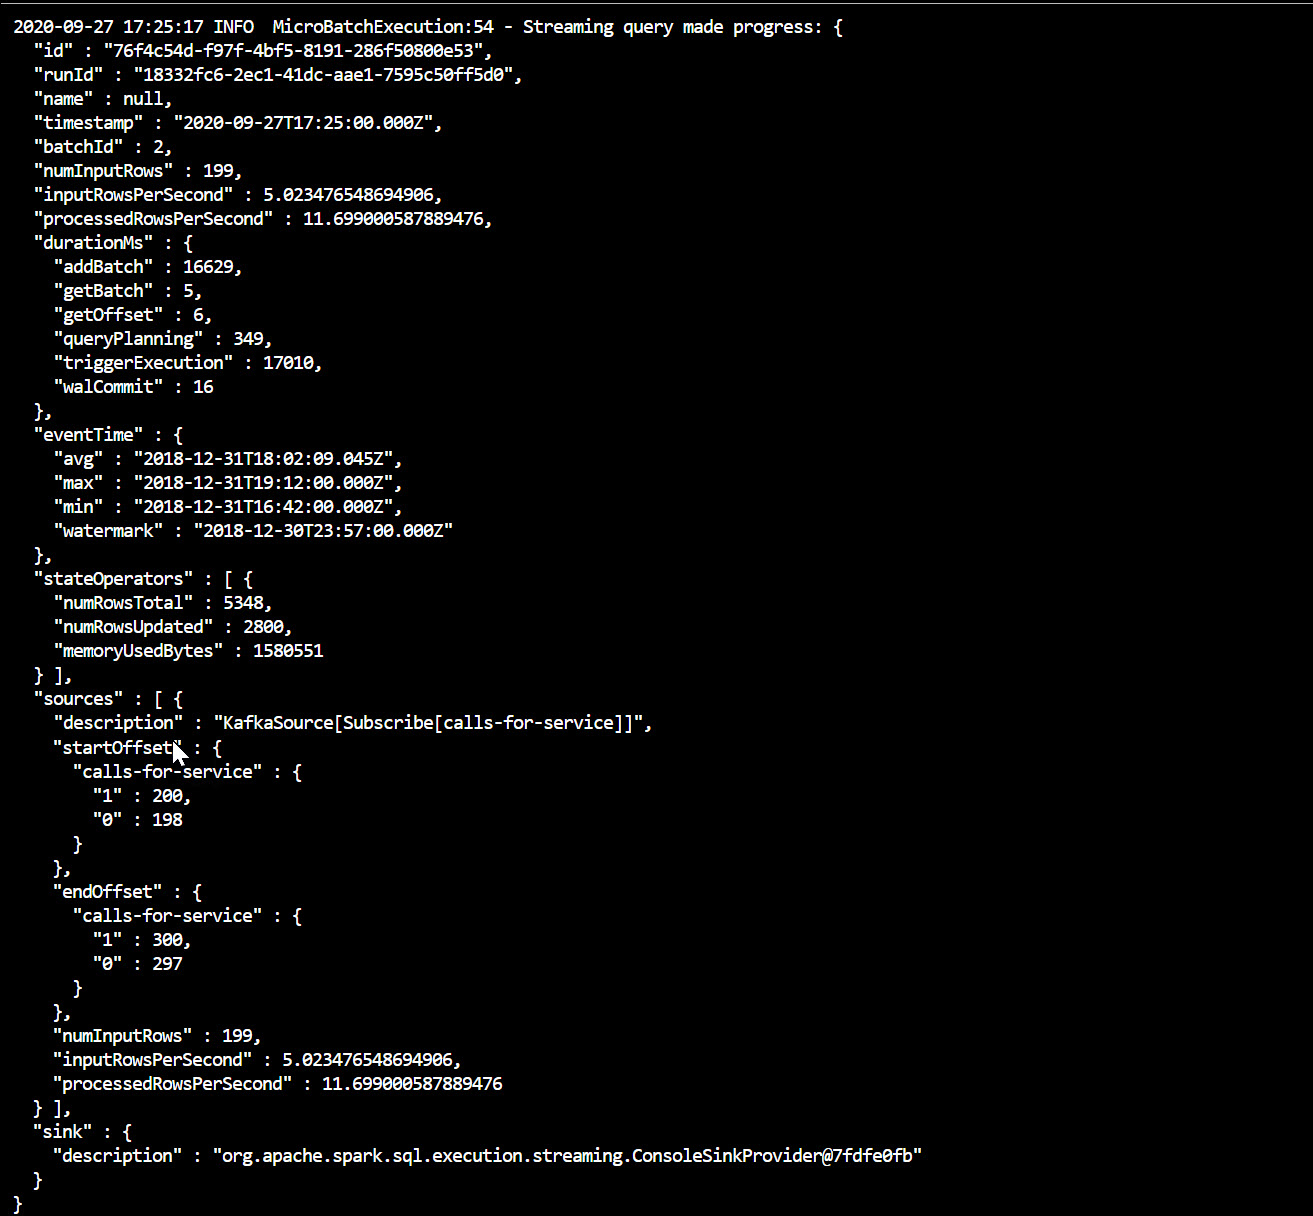 2020-09-27 17:25:17 INFO  MicroBatchExecution:54 - Streaming query made progress: {
  "id" : "76f4c54d-f97f-4bf5-8191-286f50800e53",
  "runId" : "18332fc6-2ec1-41dc-aae1-7595c50ff5d0",
  "name" : null,
  "timestamp" : "2020-09-27T17:25:00.000Z",
  "batchId" : 2,
  "numInputRows" : 199,
  "inputRowsPerSecond" : 5.023476548694906,
  "processedRowsPerSecond" : 11.699000587889476,
  "durationMs" : {
    "addBatch" : 16629,
    "getBatch" : 5,
    "getOffset" : 6,
    "queryPlanning" : 349,
    "triggerExecution" : 17010,
    "walCommit" : 16
  },
  "eventTime" : {
    "avg" : "2018-12-31T18:02:09.045Z",
    "max" : "2018-12-31T19:12:00.000Z",
    "min" : "2018-12-31T16:42:00.000Z",
    "watermark" : "2018-12-30T23:57:00.000Z"
  },
  "stateOperators" : [ {
    "numRowsTotal" : 5348,
    "numRowsUpdated" : 2800,
    "memoryUsedBytes" : 1580551
  } ],
  "sources" : [ {
    "description" : "KafkaSource[Subscribe[calls-for-service]]",
    "startOffset" : {
      "calls-for-service" : {
        "1" : 200,
        "0" : 198
      }
    },
    "endOffset" : {
      "calls-for-service" : {
        "1" : 300,
        "0" : 297
      }
    },
    "numInputRows" : 199,
    "inputRowsPerSecond" : 5.023476548694906,
    "processedRowsPerSecond" : 11.699000587889476
  } ],
  "sink" : {
    "description" : "org.apache.spark.sql.execution.streaming.ConsoleSinkProvider@7fdfe0fb"
  }
}